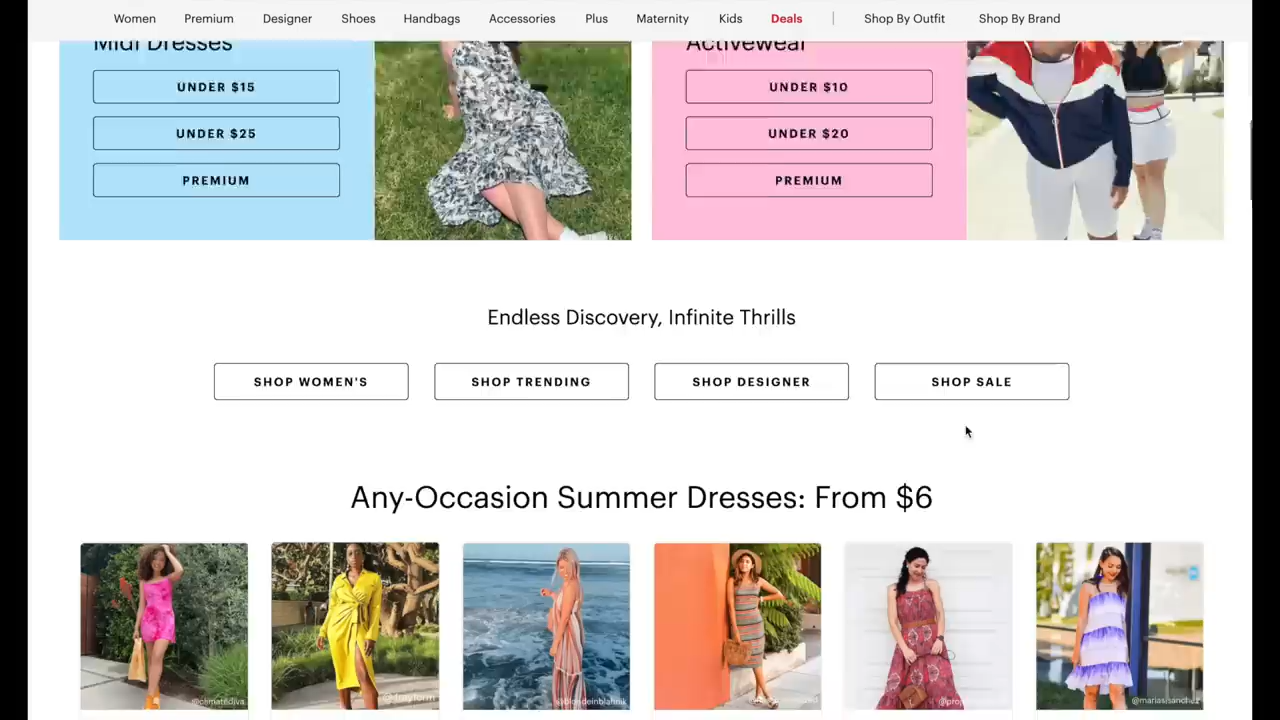 Women Premium Designer Shoes Handbags Accessories Plus Maternity Kids Deals Shop By Outfit Shop By Brand
Midi Dresses
UNDER $15
UNDER $25
PREMIUM
Activewear
UNDER $10
UNDER $20
PREMIUM
Endless Discovery, Infinite Thrills
SHOP WOMEN'S SHOP TRENDING SHOP DESIGNER SHOP SALE
Any-Occasion Summer Dresses: From $6
@climatediva